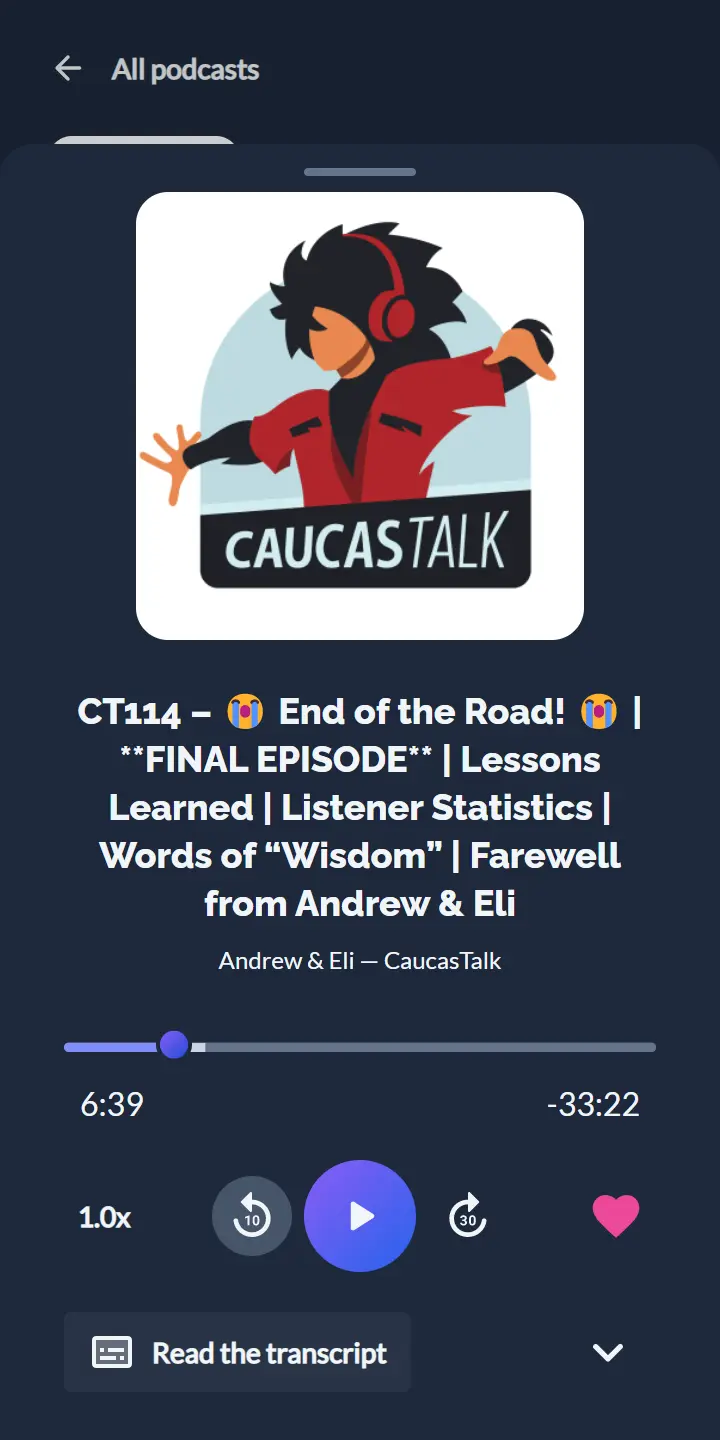 All podcasts
CAUCASTALK
CT114 – 😭 End of the Road! 😭 |
**FINAL EPISODE** | Lessons
Learned | Listener Statistics |
Words of “Wisdom” | Farewell
from Andrew & Eli
Andrew & Eli — CaucasTalk
6:39
-33:22
1.0x
10
30
Read the transcript